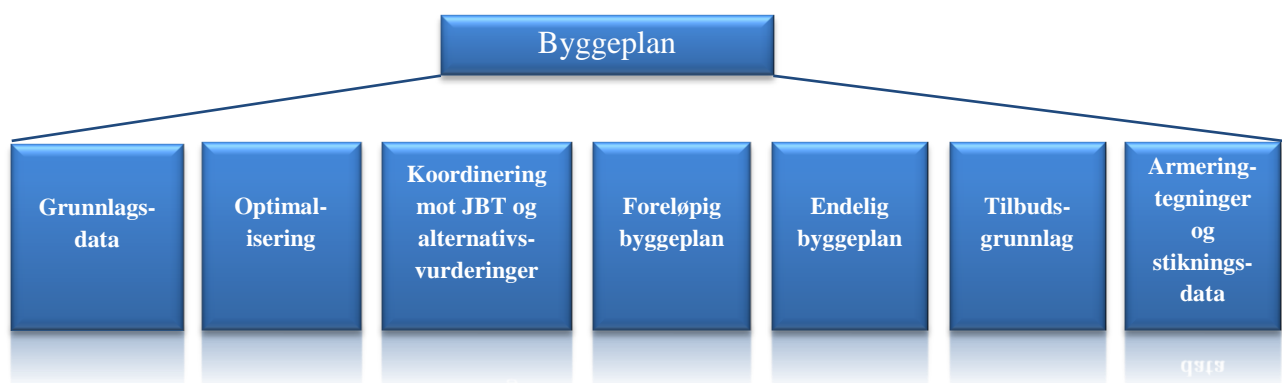 Byggeplan
Grunnlags-
data
Optimal-
isering
Koordinering
mot JBT og
alternativs-
vurderinger
Foreløpig
byggeplan
Endelig
byggeplan
Tilbuds-
grunnlag
Armering-
tegninger
og
stiknings-
data